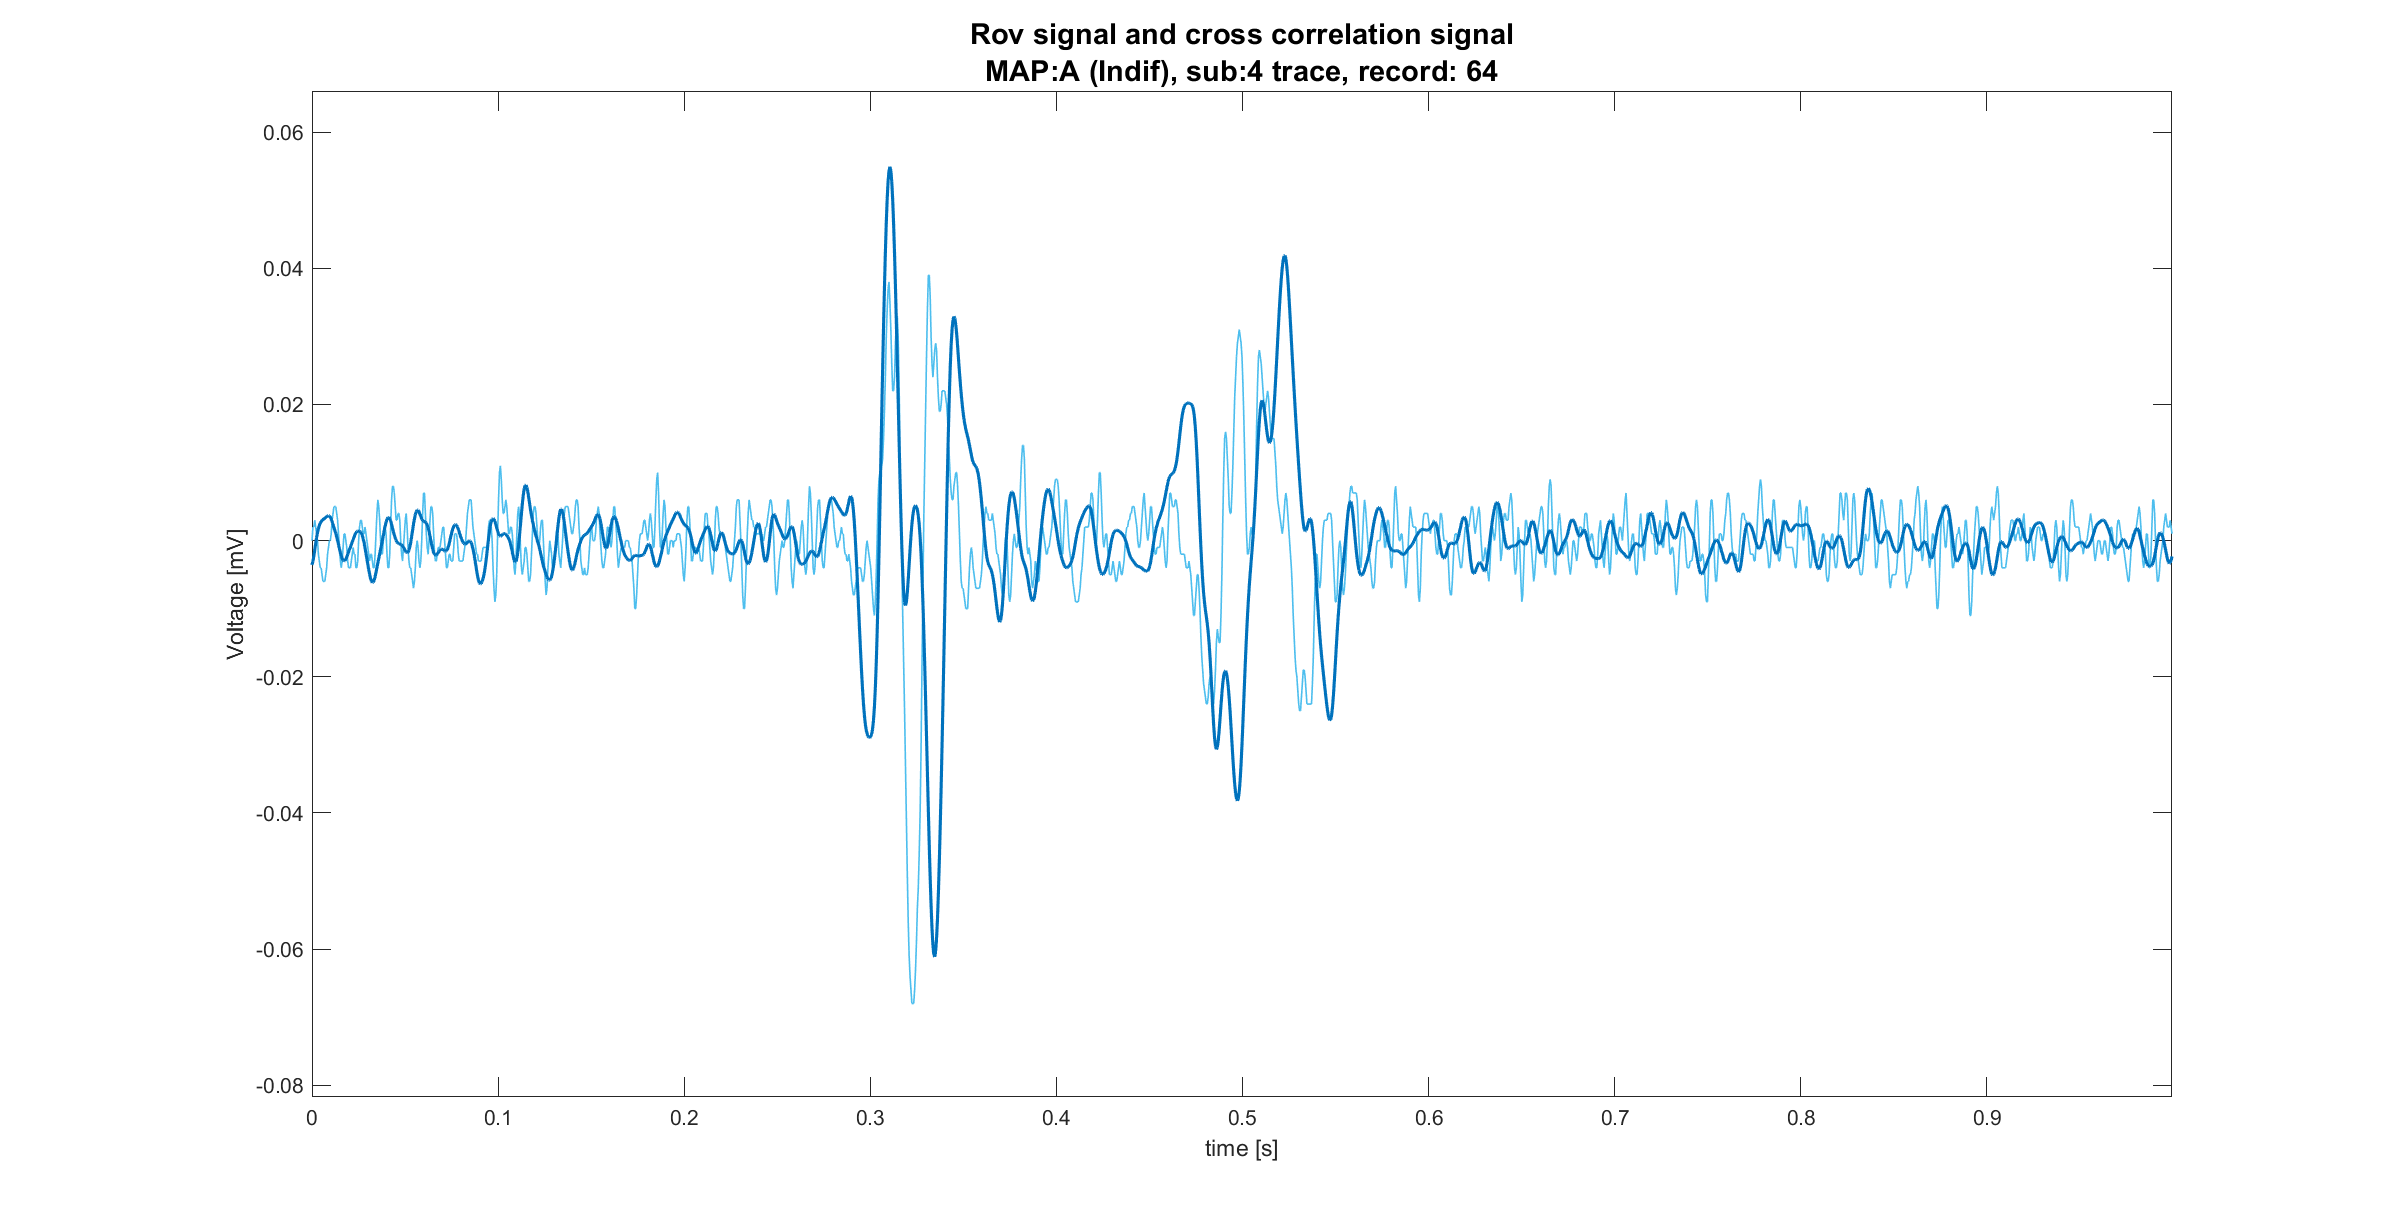 Rov signal and cross correlation signal
MAP:A (Indif), sub:4 trace, record: 64
0.06
0.04
0.02
0
-0.02
-0.04
-0.06
-0.08
Voltage [mV]
0 0.1 0.2 0.3 0.4 0.5 0.6 0.7 0.8 0.9
time [s]